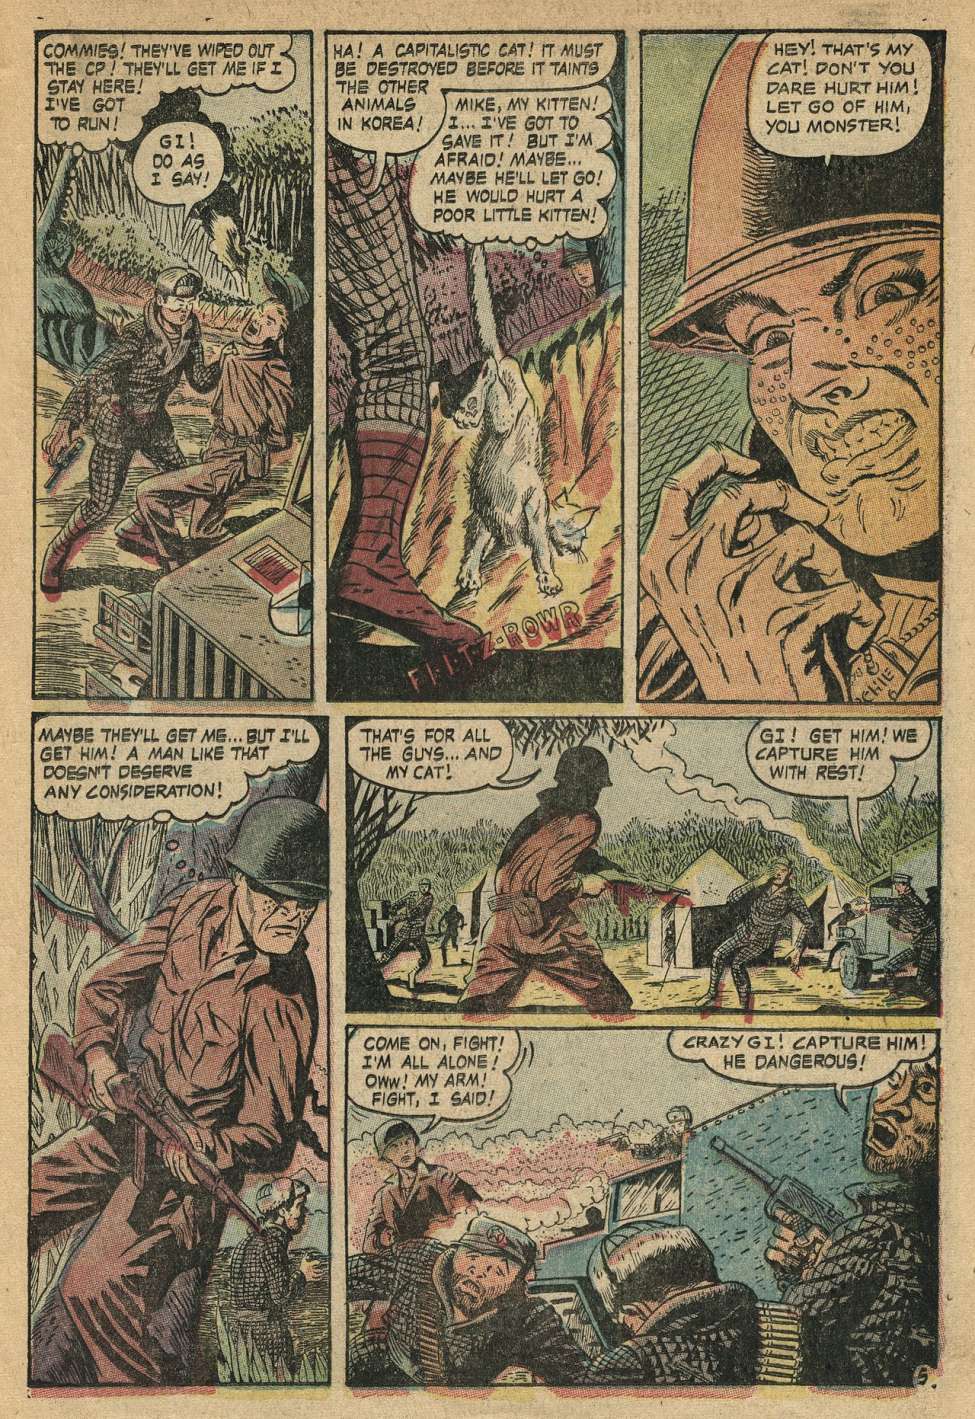 COMMIES! THEY'VE WIPED OUT
THE CP! THEY'LL GET ME IF I
STAY HERE!
I'VE GOT
TO RUN!
GI!
DO AS
I SAY!
HA! A CAPITALISTIC CAT! IT MUST
BE DESTROYED BEFORE IT TAINTS
THE OTHER
ANIMALS
IN KOREA!
MIKE, MY KITTEN!
I... I'VE GOT TO
SAVE IT! BUT I'M
AFRAID! MAYBE...
MAYBE HE'LL LET GO!
HE WOULD HURT A
POOR LITTLE KITTEN!
F-I-I-T-Z-ROWR
HEY! THAT'S MY
CAT! DON'T YOU
DARE HURT HIM!
LET GO OF HIM,
YOU MONSTER!
MAYBE THEY'LL GET ME... BUT I'LL
GET HIM! A MAN LIKE THAT
DOESN'T DESERVE
ANY CONSIDERATION!
THAT'S FOR ALL
THE GUYS... AND
MY CAT!
GI! GET HIM! WE
CAPTURE HIM
WITH REST!
COME ON, FIGHT!
I'M ALL ALONE!
OWW! MY ARM!
FIGHT, I SAID!
CRAZY GI! CAPTURE HIM!
HE DANGEROUS!
5.